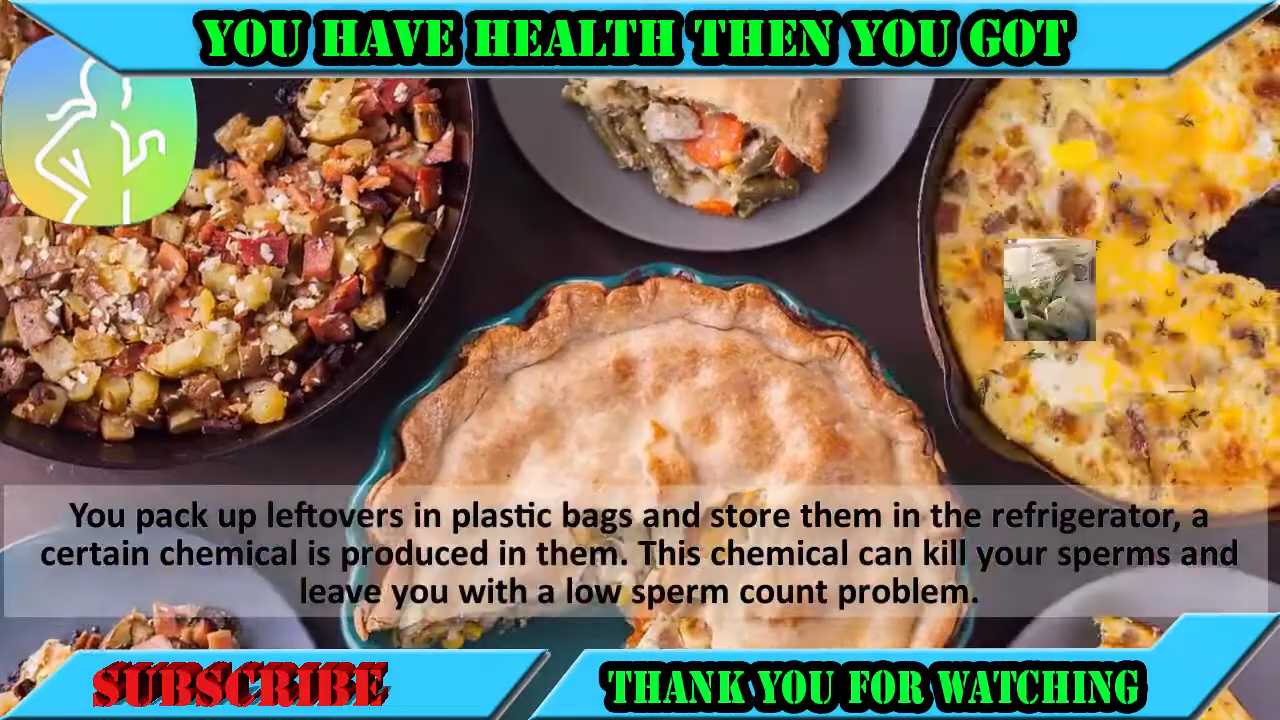 YOU HAVE HEALTH THEN YOU GOT
You pack up leftovers in plastic bags and store them in the refrigerator, a
certain chemical is produced in them. This chemical can kill your sperms and
leave you with a low sperm count problem.
SUBSCRIBE
THANK YOU FOR WATCHING